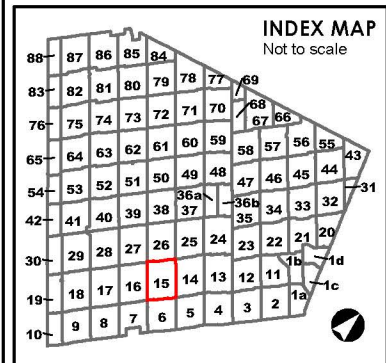 INDEX MAP
Not to scale
88 87 86 85 84
83 82 81 80 79 78 77 69
76 75 74 73 72 71 70 68 67 66
65 64 63 62 61 60 59 58 57 56 55 43
54 53 52 51 50 49 48 47 46 45 44 31
42 41 40 39 38 37 36a 36b 35 34 33 32
30 29 28 27 26 25 24 23 22 21 20
19 18 17 16 15 14 13 12 11 1b 1d
10 9 8 7 6 5 4 3 2 1a 1c